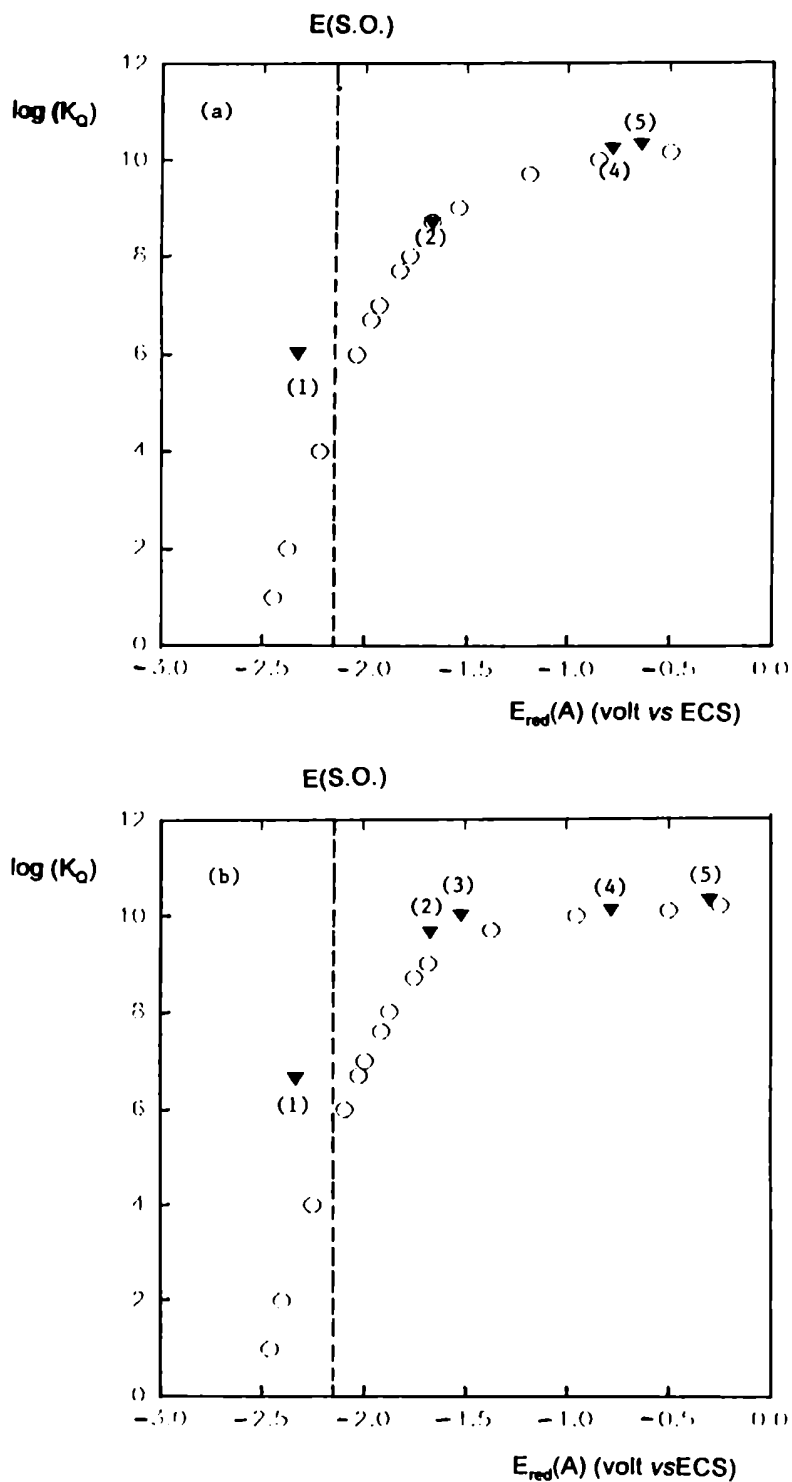 E(S.O.)
12
log (K_Q)
(a)
(5)
10
(4)
8
(2)
6
(1)
4
2
0
-3.0 -2.5 -2.0 -1.5 -1.0 -0.5 0.0
E_red(A) (volt vs ECS)
E(S.O.)
12
log (K_Q)
(b)
(3)
(4)
(5)
(2)
10
8
(1)
6
4
2
0
-3.0 -2.5 -2.0 -1.5 -1.0 -0.5 0.0
E_red(A) (volt vsECS)